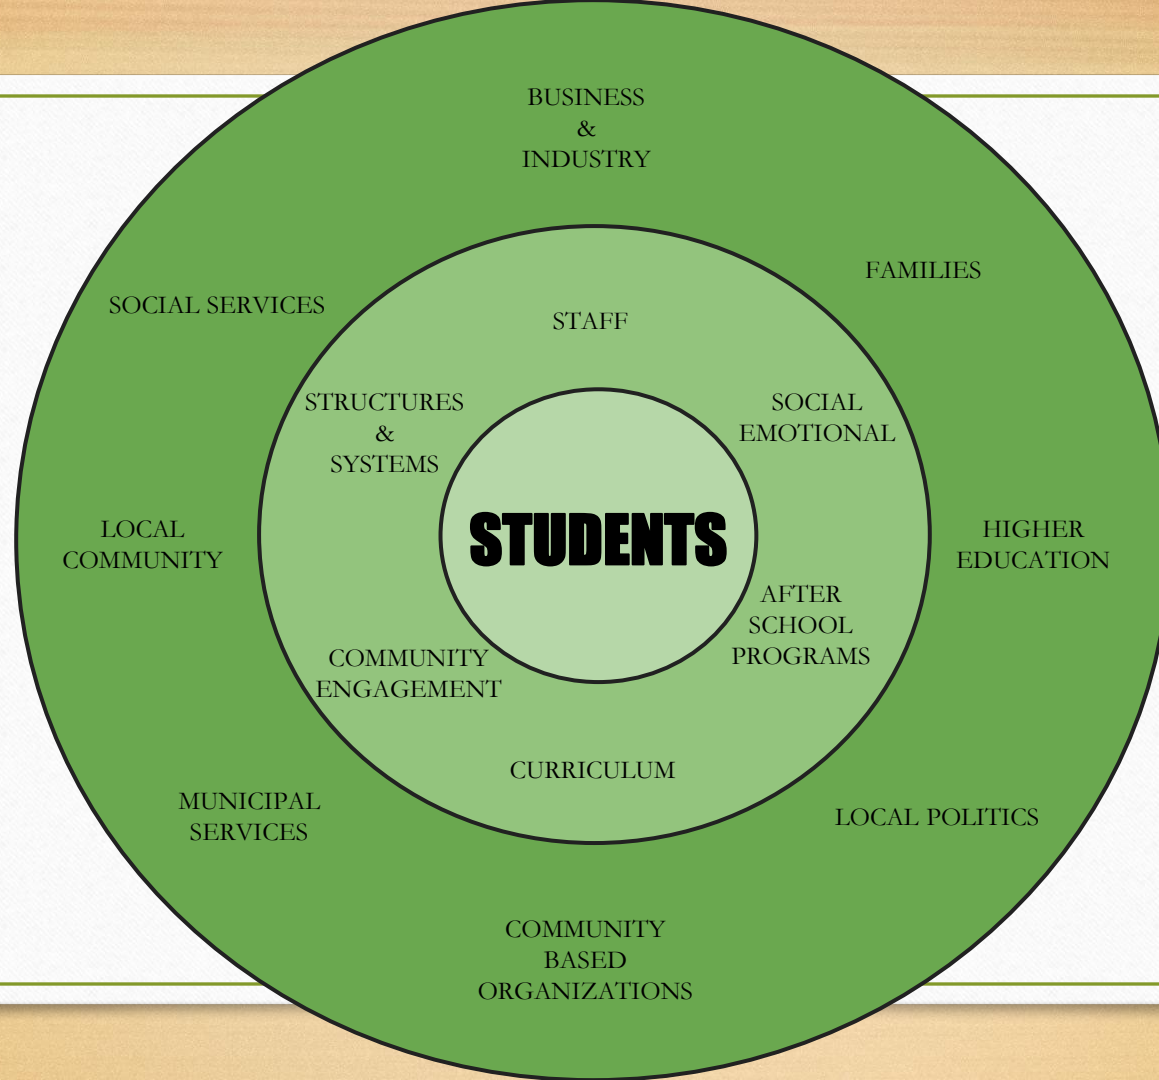 BUSINESS
&
INDUSTRY
FAMILIES
SOCIAL SERVICES
STAFF
STRUCTURES
&
SYSTEMS
SOCIAL
EMOTIONAL
STUDENTS
LOCAL
COMMUNITY
HIGHER
EDUCATION
AFTER
SCHOOL
PROGRAMS
COMMUNITY
ENGAGEMENT
CURRICULUM
MUNICIPAL
SERVICES
LOCAL POLITICS
COMMUNITY
BASED
ORGANIZATIONS